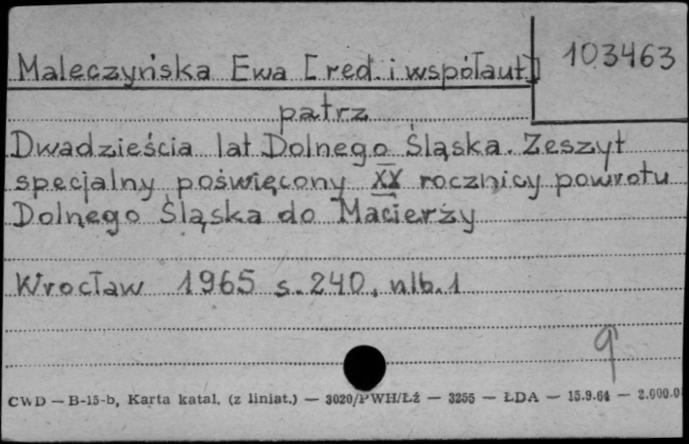 103463
Maleczyńska Ewa [red. i współaut.]
patrz
Dwadzieścia lat Dolnego Śląska. Zeszyt
specjalny poświęcony XX rocznicy powrotu
Dolnego Śląska do Macierzy
Wrocław 1965 s. 240, nlb. 1
CWD — B-15-b, Karta katal. (z liniat.) — 3020/PWH/Łż — 3255 — ŁDA — 15.9.64 — 2.000.0